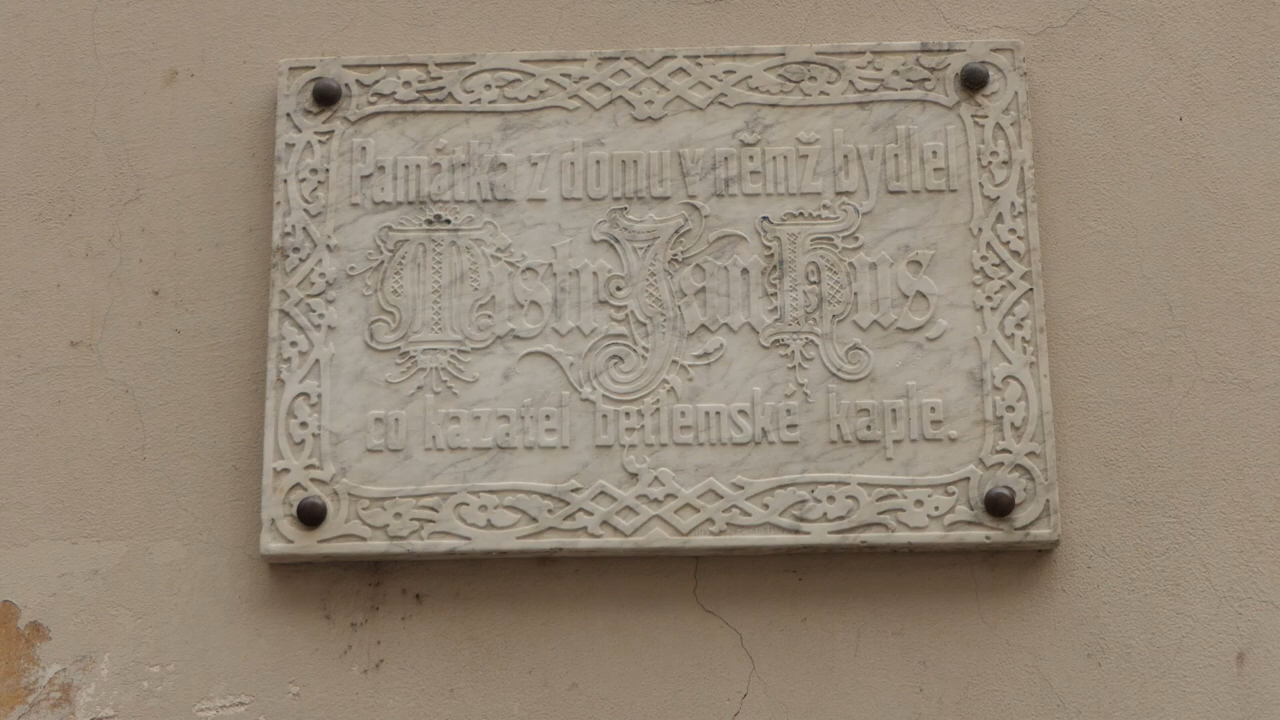 Památka z domu v němž bydlel
Mistr Jan Hus,
co kazatel betlemské kaple.